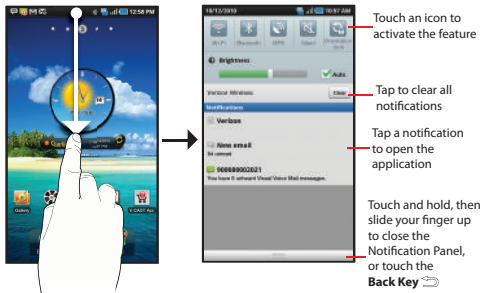 12:58 PM
Gallery
V CAST Apps
10/12/2010 10:57 AM
Wi-Fi Bluetooth GPS Silent
Brightness
Auto
Verizon Wireless Clear
Notifications
Verizon
New email
900080002021
You have 5 unheard Visual Voice Mail messages.
Touch an icon to
activate the feature
Tap to clear all
notifications
Tap a notification
to open the
application
Touch and hold, then
slide your finger up
to close the
Notification Panel,
or touch the
Back Key